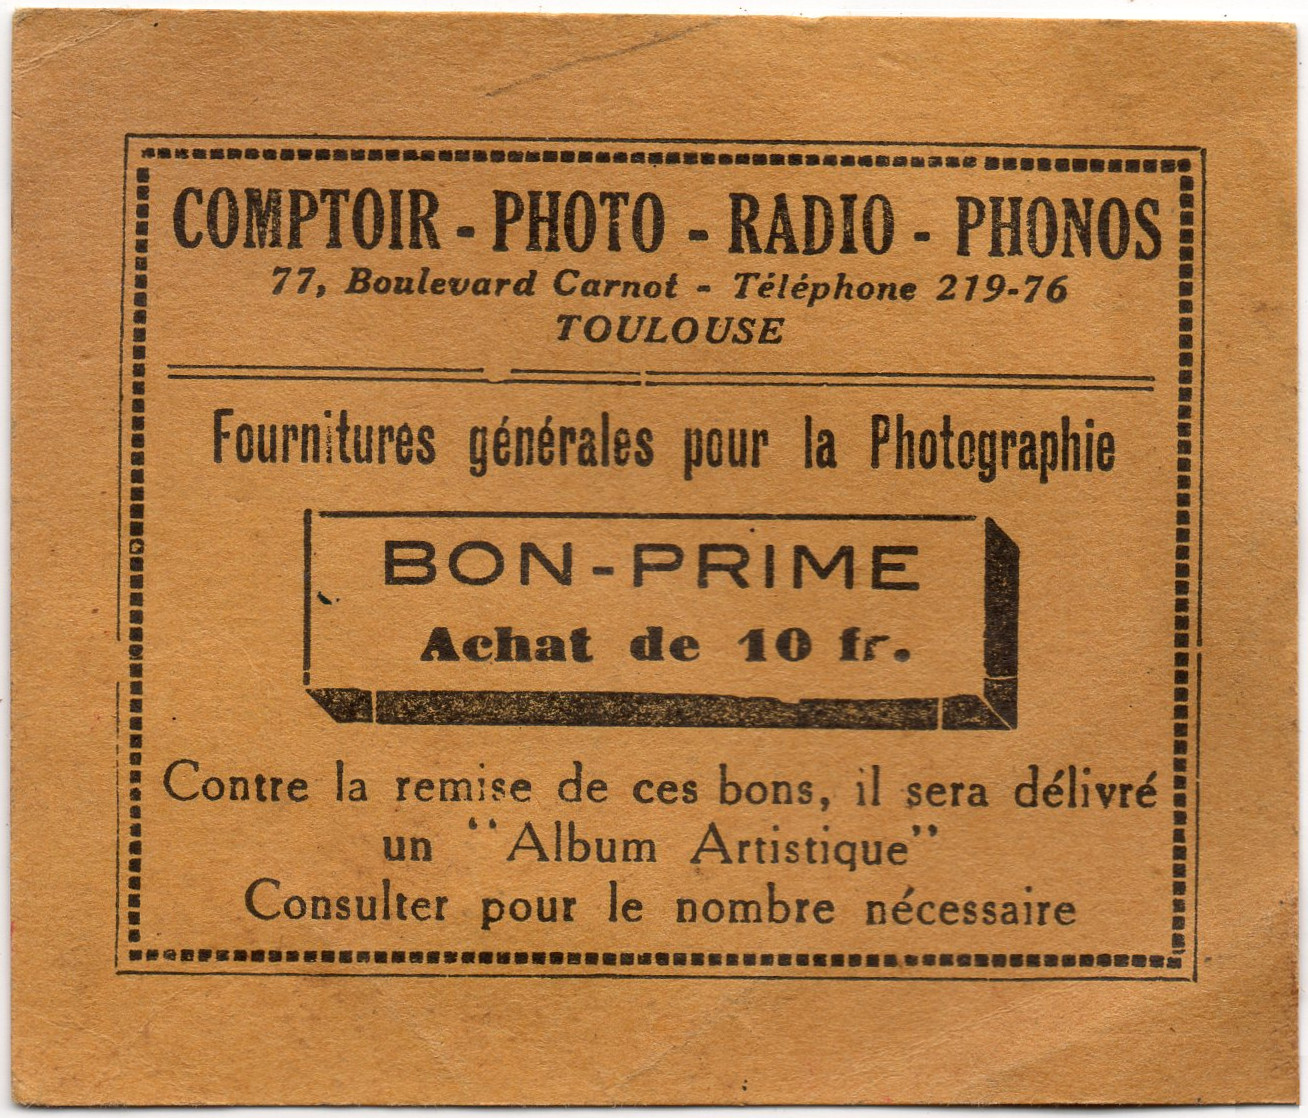 COMPTOIR - PHOTO - RADIO - PHONOS
77, Boulevard Carnot - Téléphone 219-76
TOULOUSE
Fournitures générales pour la Photographie
BON-PRIME
Achat de 10 fr.
Contre la remise de ces bons, il sera délivré
un "Album Artistique"
Consulter pour le nombre nécessaire